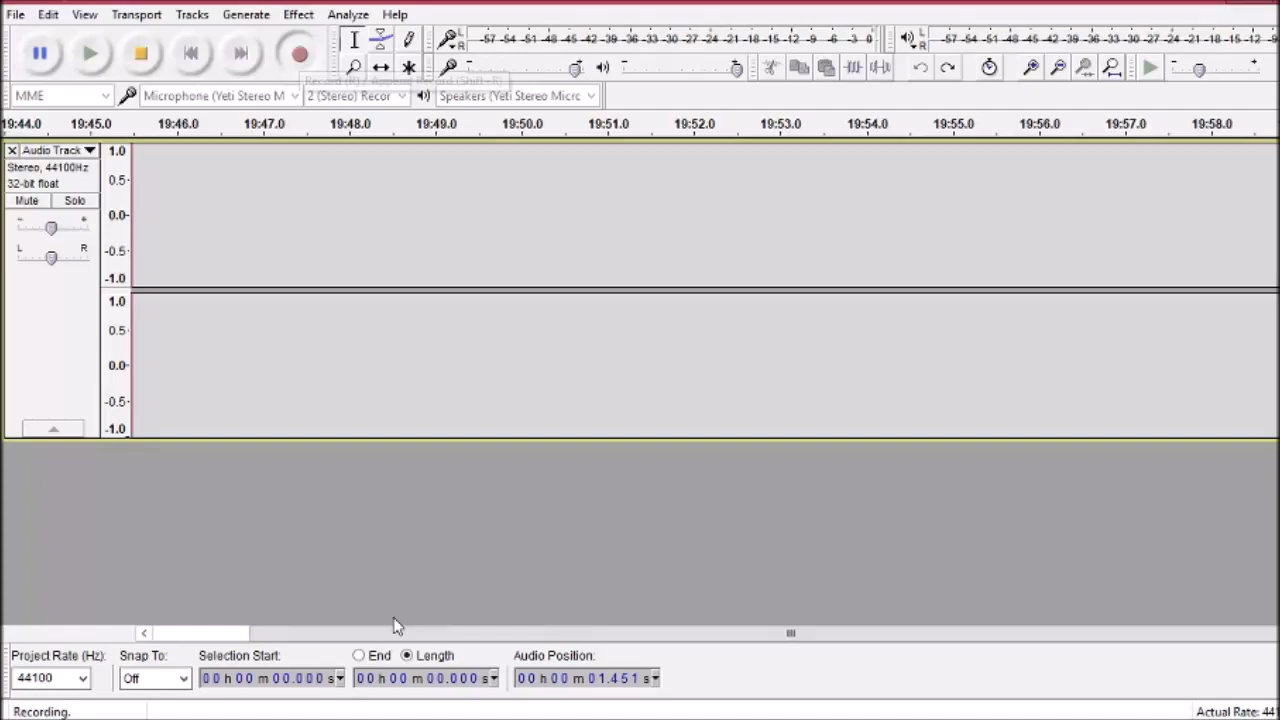 File Edit View Transport Tracks Generate Effect Analyze Help
L R -57 -54 -51 -48 -45 -42 -39 -36 -33 -30 -27 -24 -21 -18 -15 -12 -9 -6 -3 0 L R -57 -54 -51 -48 -45 -42 -39 -36 -33 -30 -27 -24 -21 -18 -15 -12 -9
- + - + - +
Record (R) / Append Record (Shift+R)
MME Microphone (Yeti Stereo M 2 (Stereo) Recor Speakers (Yeti Stereo Micrc
19:44.0 19:45.0 19:46.0 19:47.0 19:48.0 19:49.0 19:50.0 19:51.0 19:52.0 19:53.0 19:54.0 19:55.0 19:56.0 19:57.0 19:58.0
Audio Track 1.0
Stereo, 44100Hz 0.5
32-bit float
Mute Solo
- + 0.0
L R -0.5
-1.0
1.0
0.5
0.0
-0.5
-1.0
Project Rate (Hz): Snap To: Selection Start: End Length Audio Position:
44100 Off 00 h 00 m 00.000 s 00 h 00 m 00.000 s 00 h 00 m 01.451 s
Recording. Actual Rate: 441